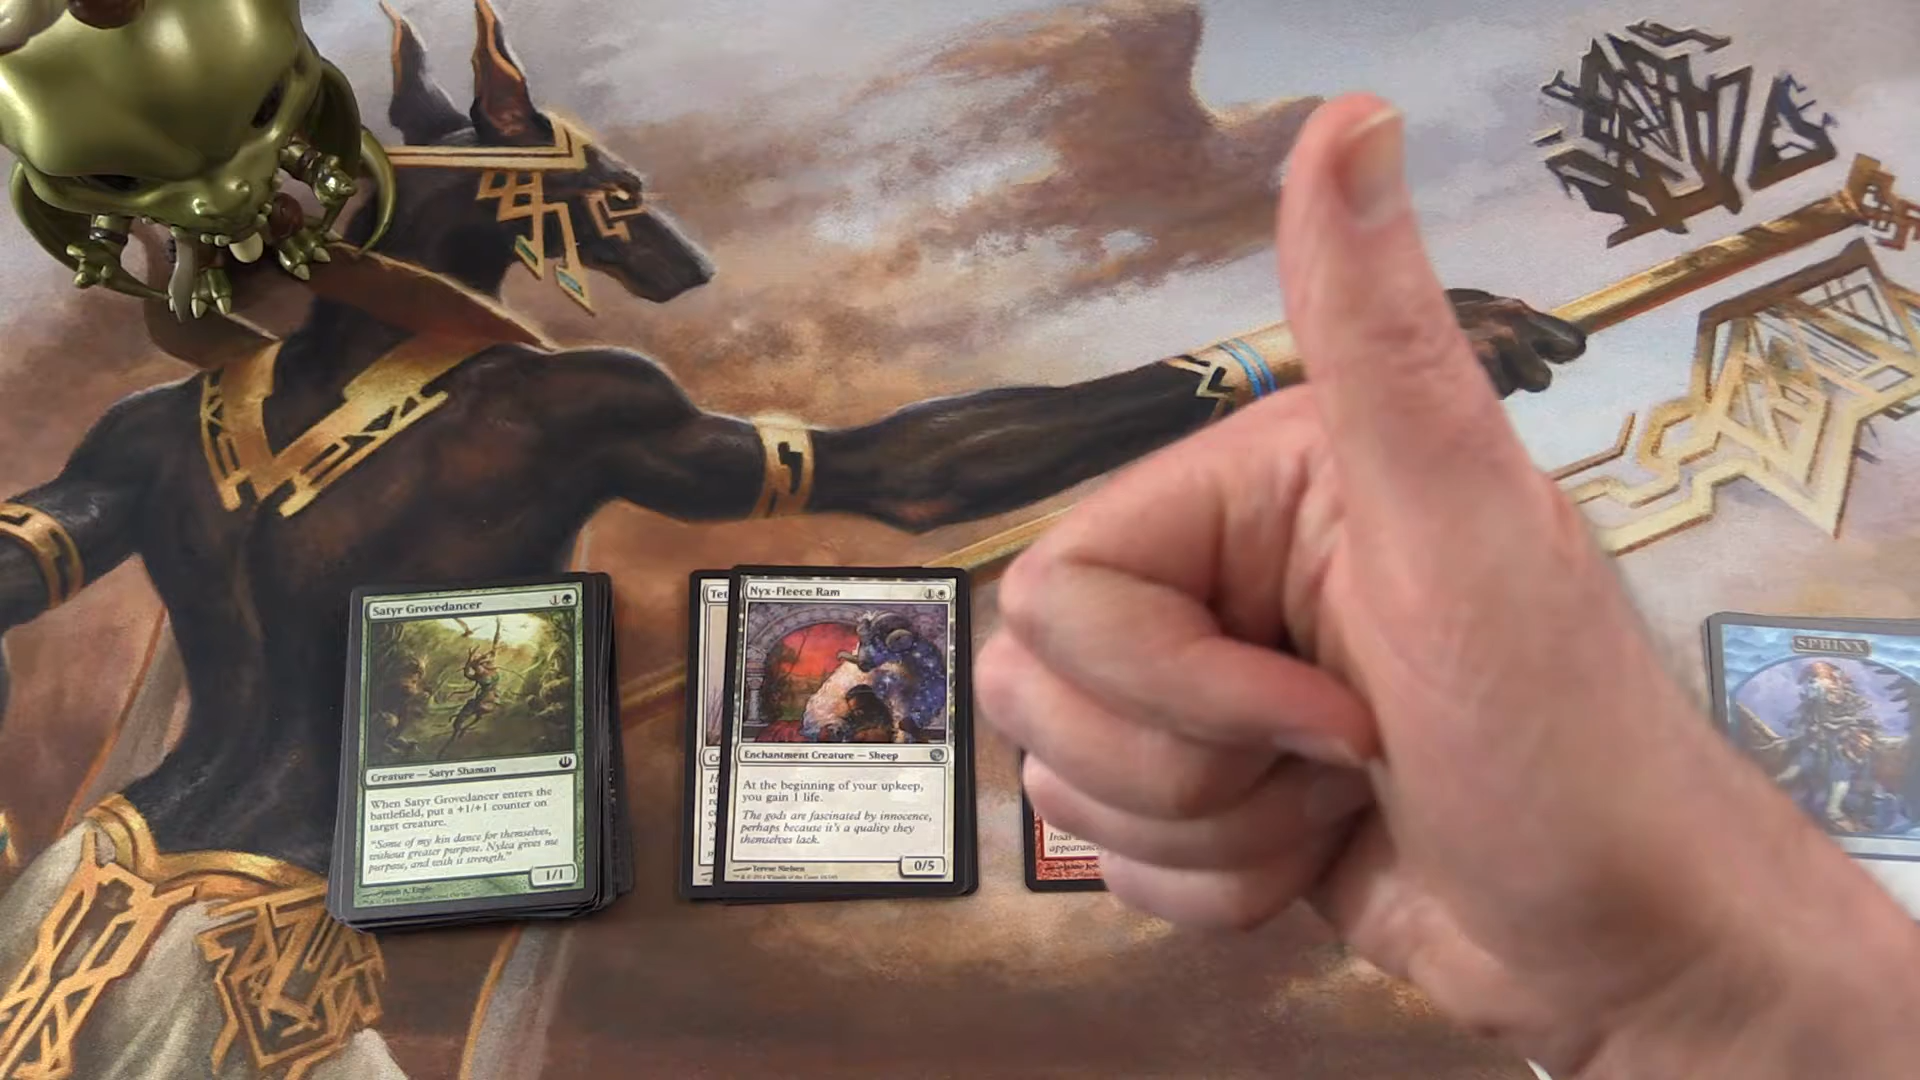 Satyr Grovedancer 1
Creature — Satyr Shaman
When Satyr Grovedancer enters the
battlefield, put a +1/+1 counter on
target creature.
"Some of my kin dance for themselves,
without greater purpose. Nylea gives me
purpose, and with it strength."
1/1
Nyx-Fleece Ram 1
Enchantment Creature — Sheep
At the beginning of your upkeep,
you gain 1 life.
The gods are fascinated by innocence,
perhaps because it's a quality they
themselves lack.
0/5
Terese Nielsen
appearance
SPHINX